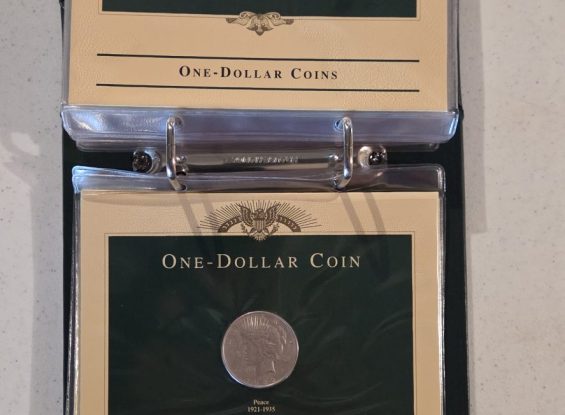 ONE-DOLLAR COINS
ONE-DOLLAR COIN
Peace
1921-1935